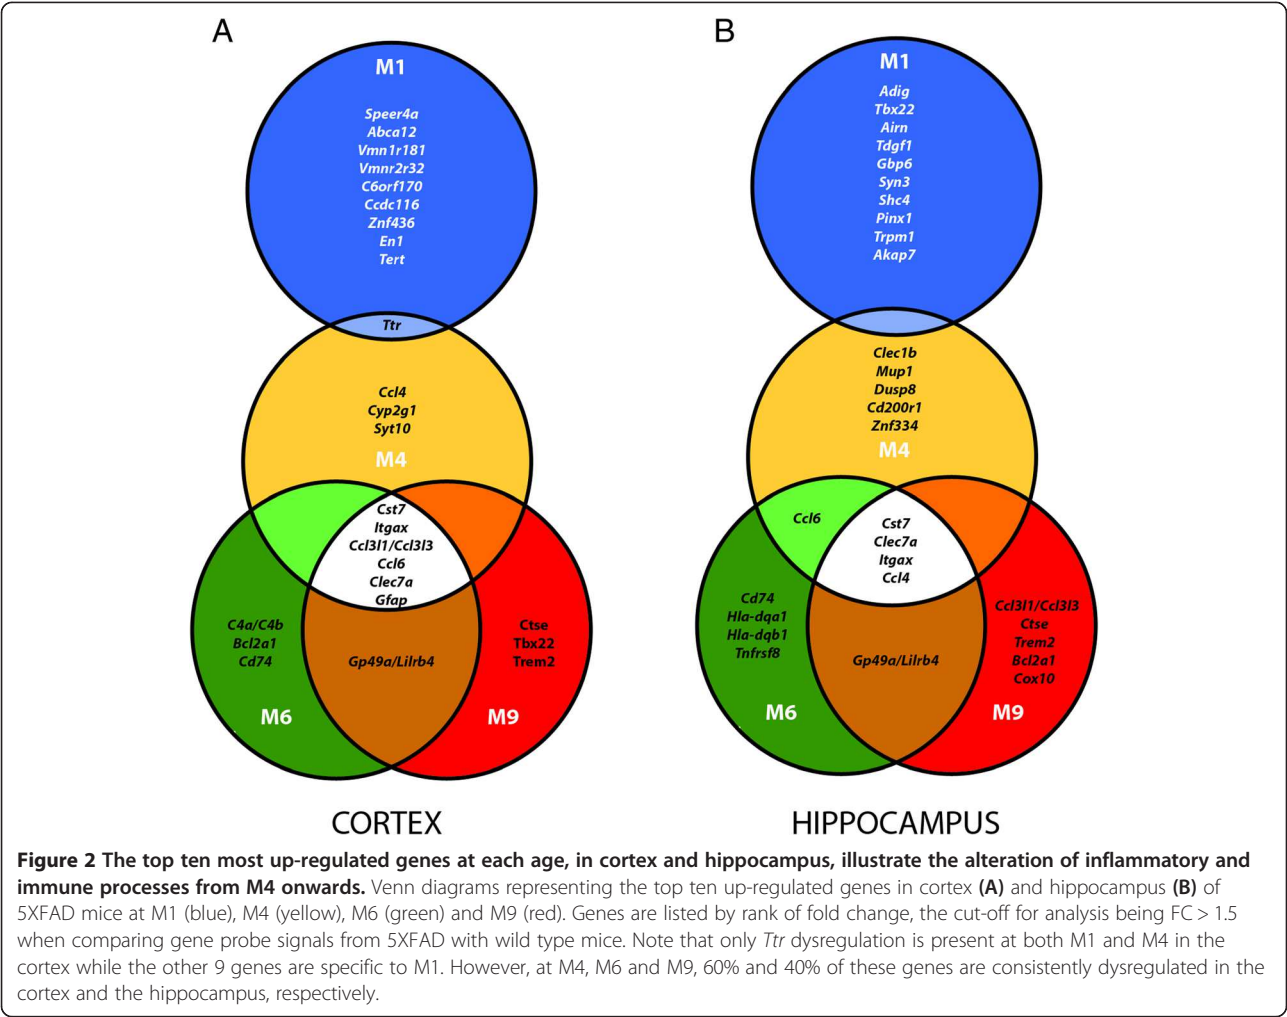 A
M1
Speer4a
Abca12
Vmn1r181
Vmnr2r32
C6orf170
Ccdc116
Znf436
En1
Tert
Ttr
Ccl4
Cyp2g1
Syt10
M4
Cst7
Itgax
Ccl3l1/Ccl3l3
Ccl6
Clec7a
Gfap
C4a/C4b
Bcl2a1
Cd74
Gp49a/Lilrb4
Ctse
Tbx22
Trem2
M6
M9
CORTEX
B
M1
Adig
Tbx22
Airn
Tdgf1
Gbp6
Syn3
Shc4
Pinx1
Trpm1
Akap7
Clec1b
Mup1
Dusp8
Cd200r1
Znf334
M4
Ccl6
Cst7
Clec7a
Itgax
Ccl4
Cd74
Hla-dqa1
Hla-dqb1
Tnfrsf8
Gp49a/Lilrb4
Ccl3l1/Ccl3l3
Ctse
Trem2
Bcl2a1
Cox10
M6
M9
HIPPOCAMPUS
Figure 2 The top ten most up-regulated genes at each age, in cortex and hippocampus, illustrate the alteration of inflammatory and
immune processes from M4 onwards. Venn diagrams representing the top ten up-regulated genes in cortex (A) and hippocampus (B) of
5XFAD mice at M1 (blue), M4 (yellow), M6 (green) and M9 (red). Genes are listed by rank of fold change, the cut-off for analysis being FC > 1.5
when comparing gene probe signals from 5XFAD with wild type mice. Note that only Ttr dysregulation is present at both M1 and M4 in the
cortex while the other 9 genes are specific to M1. However, at M4, M6 and M9, 60% and 40% of these genes are consistently dysregulated in the
cortex and the hippocampus, respectively.